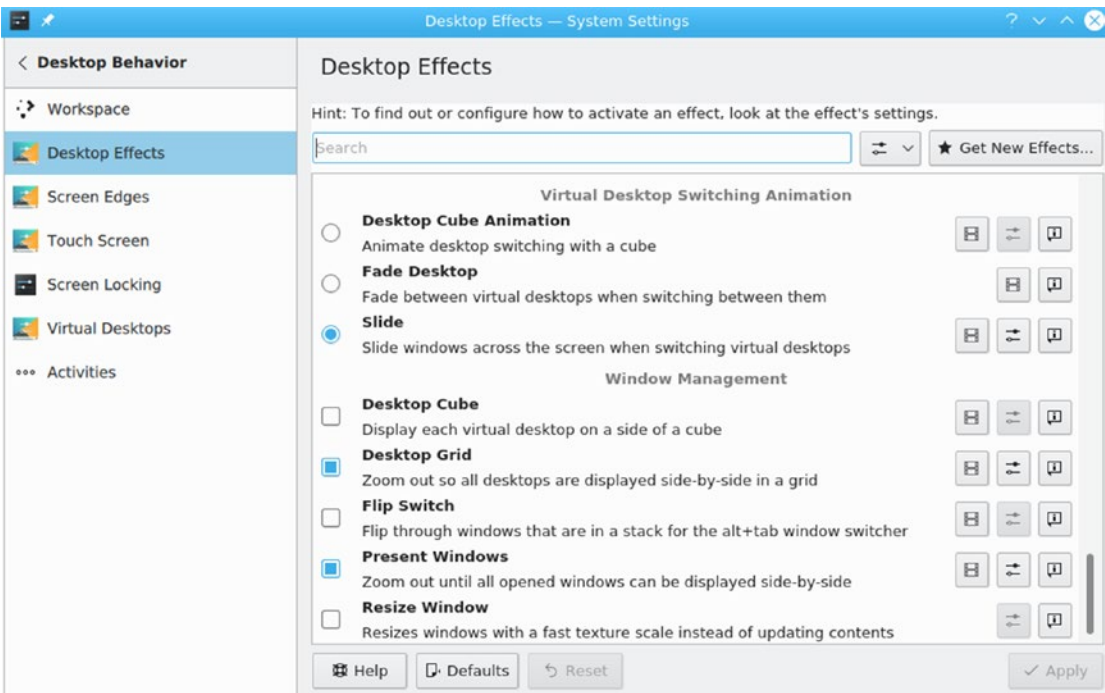 Desktop Effects — System Settings
Desktop Behavior
Workspace
Desktop Effects
Screen Edges
Touch Screen
Screen Locking
Virtual Desktops
Activities
Desktop Effects
Hint: To find out or configure how to activate an effect, look at the effect's settings.
Search
Get New Effects...
Virtual Desktop Switching Animation
Desktop Cube Animation
Animate desktop switching with a cube
Fade Desktop
Fade between virtual desktops when switching between them
Slide
Slide windows across the screen when switching virtual desktops
Window Management
Desktop Cube
Display each virtual desktop on a side of a cube
Desktop Grid
Zoom out so all desktops are displayed side-by-side in a grid
Flip Switch
Flip through windows that are in a stack for the alt+tab window switcher
Present Windows
Zoom out until all opened windows can be displayed side-by-side
Resize Window
Resizes windows with a fast texture scale instead of updating contents
Help
Defaults
Reset
Apply